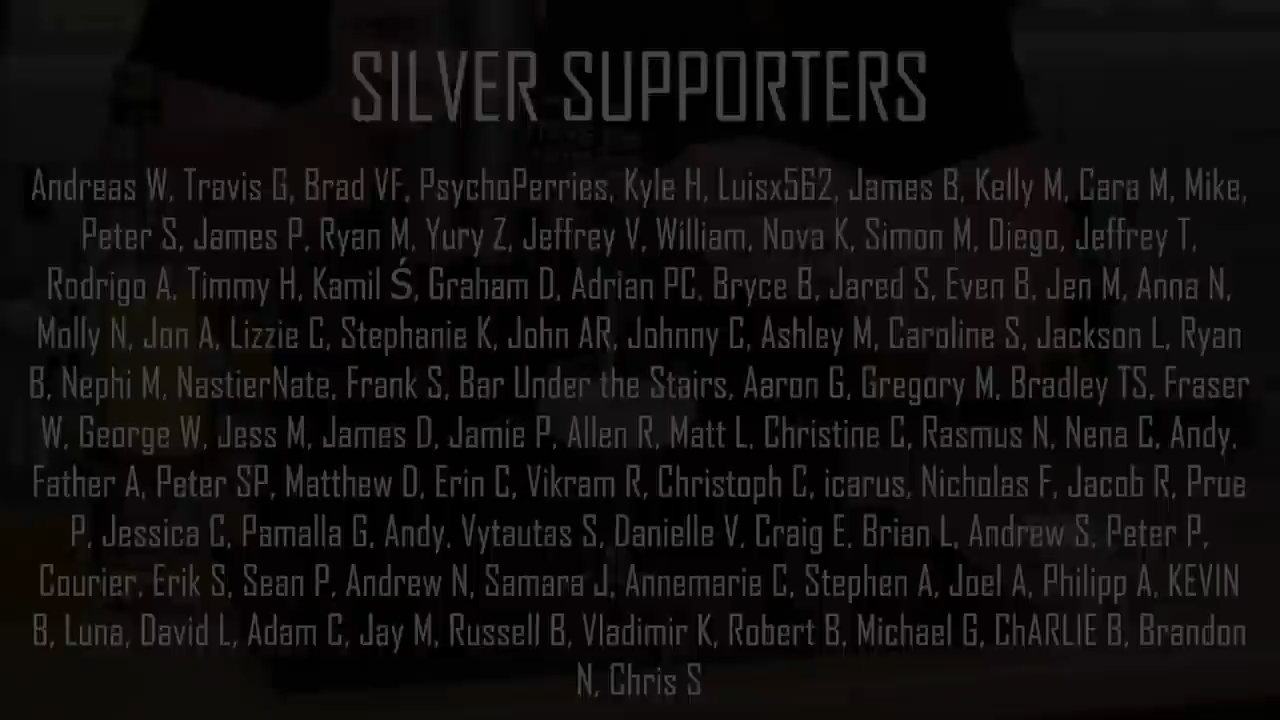 SILVER SUPPORTERS
Andreas W, Travis G, Brad VF, PsychoPerries, Kyle H, Luisx562, James B, Kelly M, Cara M, Mike,
Peter S, James P, Ryan M, Yury Z, Jeffrey V, William, Nova K, Simon M, Diego, Jeffrey T,
Rodrigo A, Timmy H, Kamil Ś, Graham D, Adrian PC, Bryce B, Jared S, Even B, Jen M, Anna N,
Molly N, Jon A, Lizzie C, Stephanie K, John AR, Johnny C, Ashley M, Caroline S, Jackson L, Ryan
B, Nephi M, NastierNate, Frank S, Bar Under the Stairs, Aaron G, Gregory M, Bradley TS, Fraser
W, George W, Jess M, James D, Jamie P, Allen R, Matt L, Christine C, Rasmus N, Nena C, Andy,
Father A, Peter SP, Matthew D, Erin C, Vikram R, Christoph C, icarus, Nicholas F, Jacob R, Prue
P, Jessica C, Pamalla G, Andy, Vytautas S, Danielle V, Craig E, Brian L, Andrew S, Peter P,
Courier, Erik S, Sean P, Andrew N, Samara J, Annemarie C, Stephen A, Joel A, Philipp A, KEVIN
B, Luna, David L, Adam C, Jay M, Russell B, Vladimir K, Robert B, Michael G, ChARLIE B, Brandon
N, Chris S